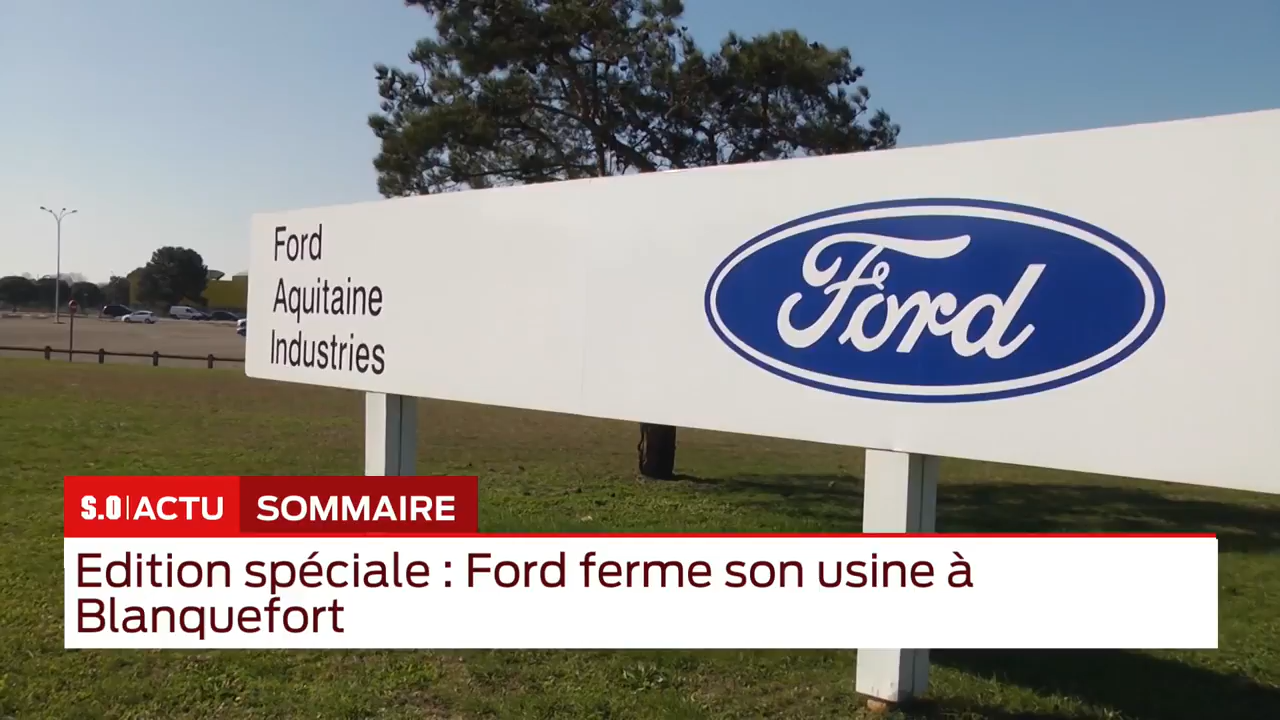 Ford
Aquitaine
Industries
Ford
S.O ACTU SOMMAIRE
Edition spéciale : Ford ferme son usine à
Blanquefort